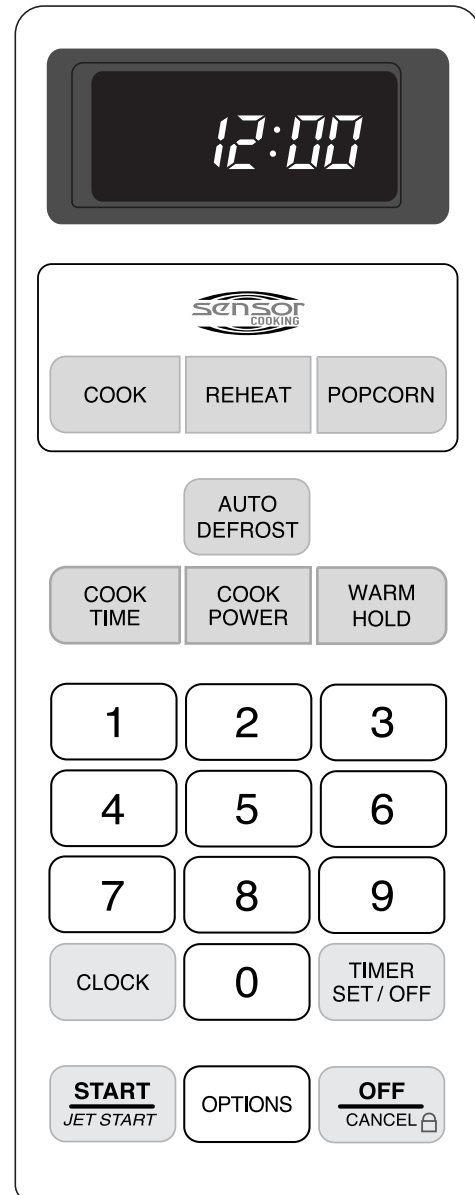 12:00
sensor
COOKING
COOK REHEAT POPCORN
AUTO
DEFROST
COOK
TIME
COOK
POWER
WARM
HOLD
1 2 3
4 5 6
7 8 9
CLOCK 0 TIMER
SET / OFF
START
JET START
OPTIONS
OFF
CANCEL